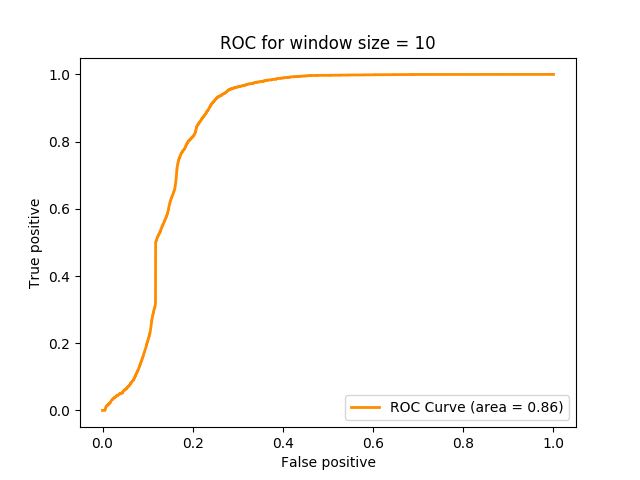 ROC for window size = 10
True positive
1.0
0.8
0.6
0.4
0.2
0.0
ROC Curve (area = 0.86)
0.0 0.2 0.4 0.6 0.8 1.0
False positive